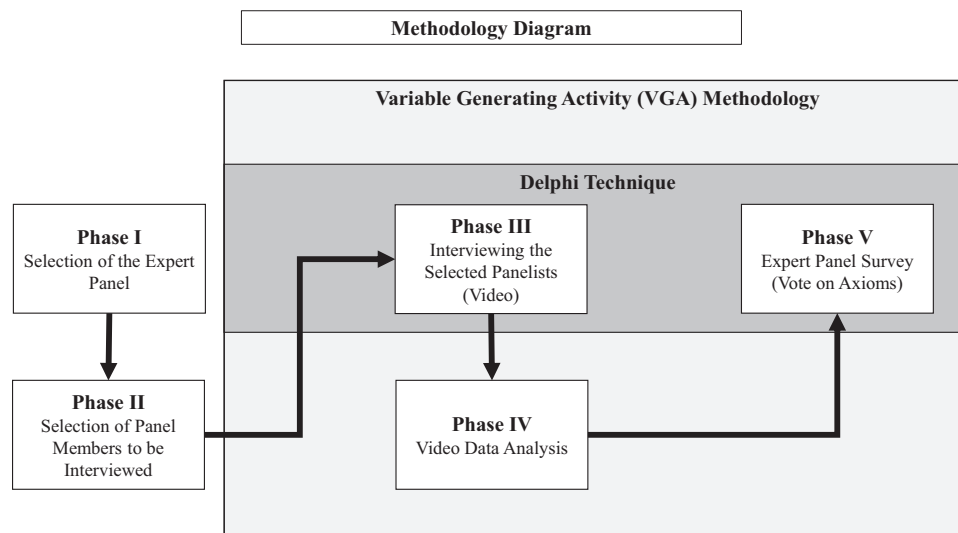 Methodology Diagram
Variable Generating Activity (VGA) Methodology
Delphi Technique
Phase I
Selection of the Expert
Panel
Phase II
Selection of Panel
Members to be
Interviewed
Phase III
Interviewing the
Selected Panelists
(Video)
Phase IV
Video Data Analysis
Phase V
Expert Panel Survey
(Vote on Axioms)